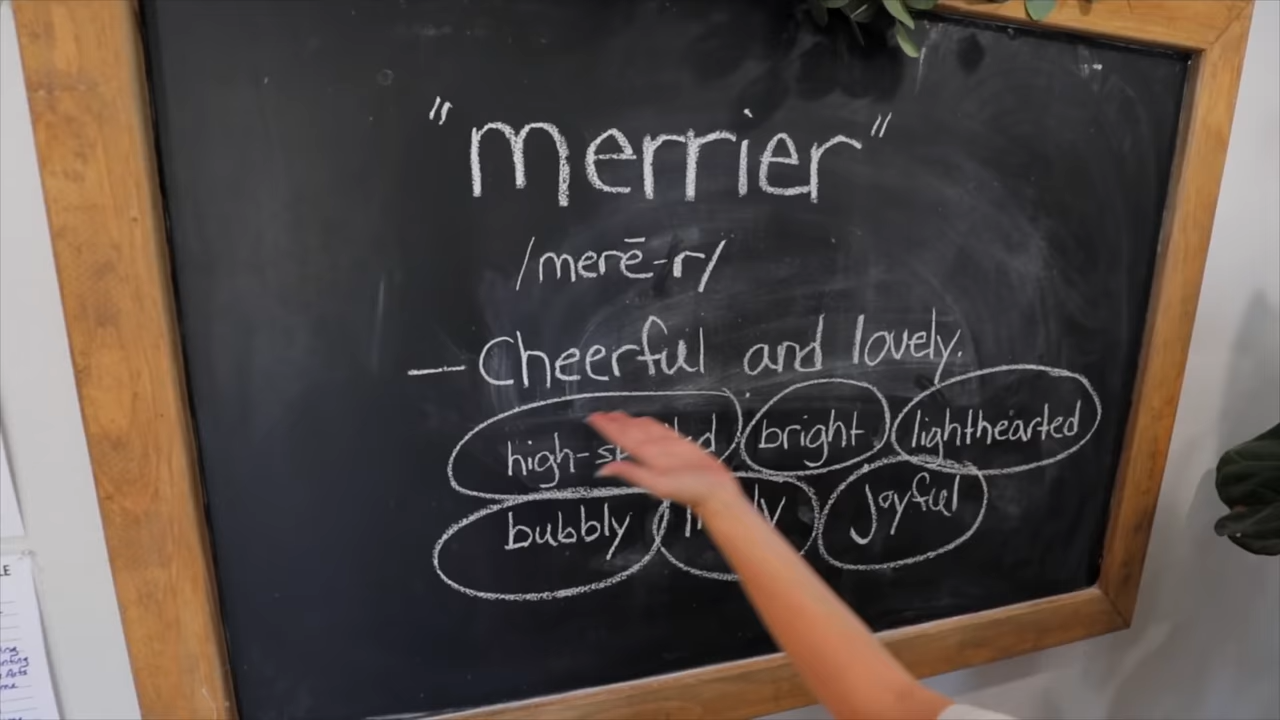 "merrier"
/merē-r/
— Cheerful and lovely.
bright lighthearted
bubbly joyful